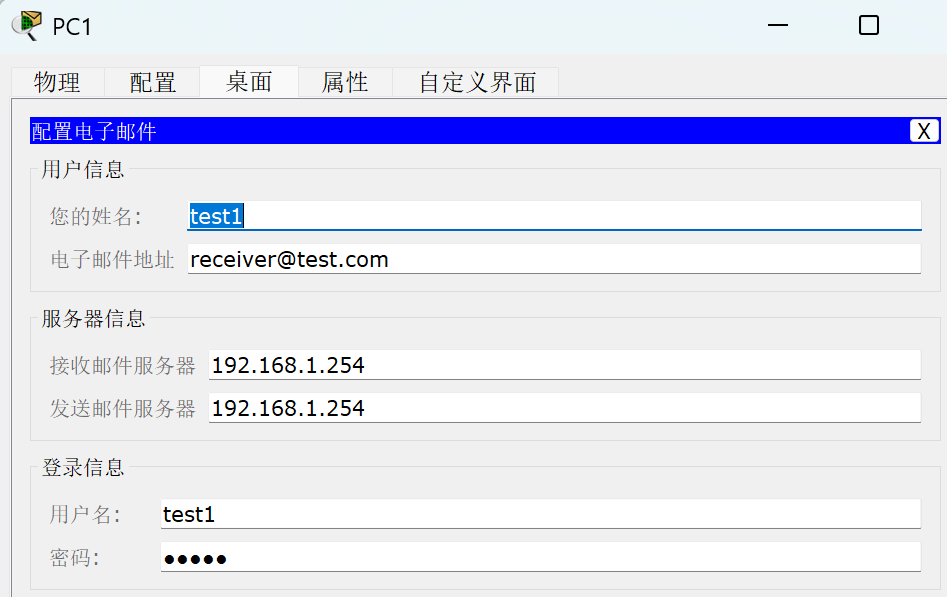 PC1
物理 配置 桌面 属性 自定义界面
配置电子邮件 X
用户信息
您的姓名: test1
电子邮件地址 receiver@test.com
服务器信息
接收邮件服务器 192.168.1.254
发送邮件服务器 192.168.1.254
登录信息
用户名: test1
密码: ●●●●●